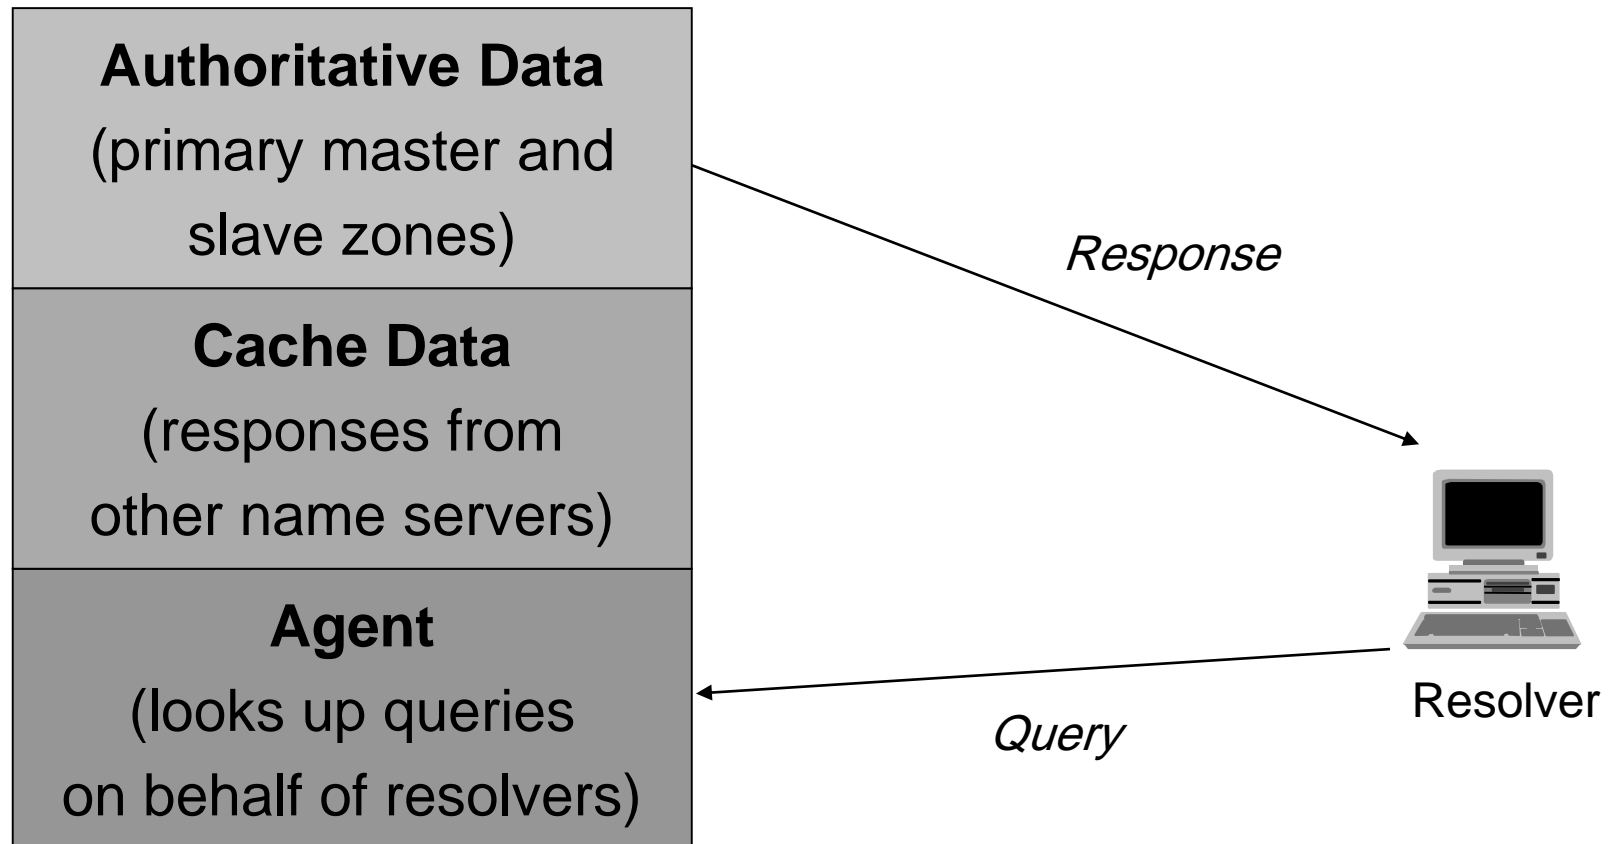 Authoritative Data
(primary master and
slave zones)
Response
Cache Data
(responses from
other name servers)
Agent
(looks up queries
on behalf of resolvers)
Query
Resolver